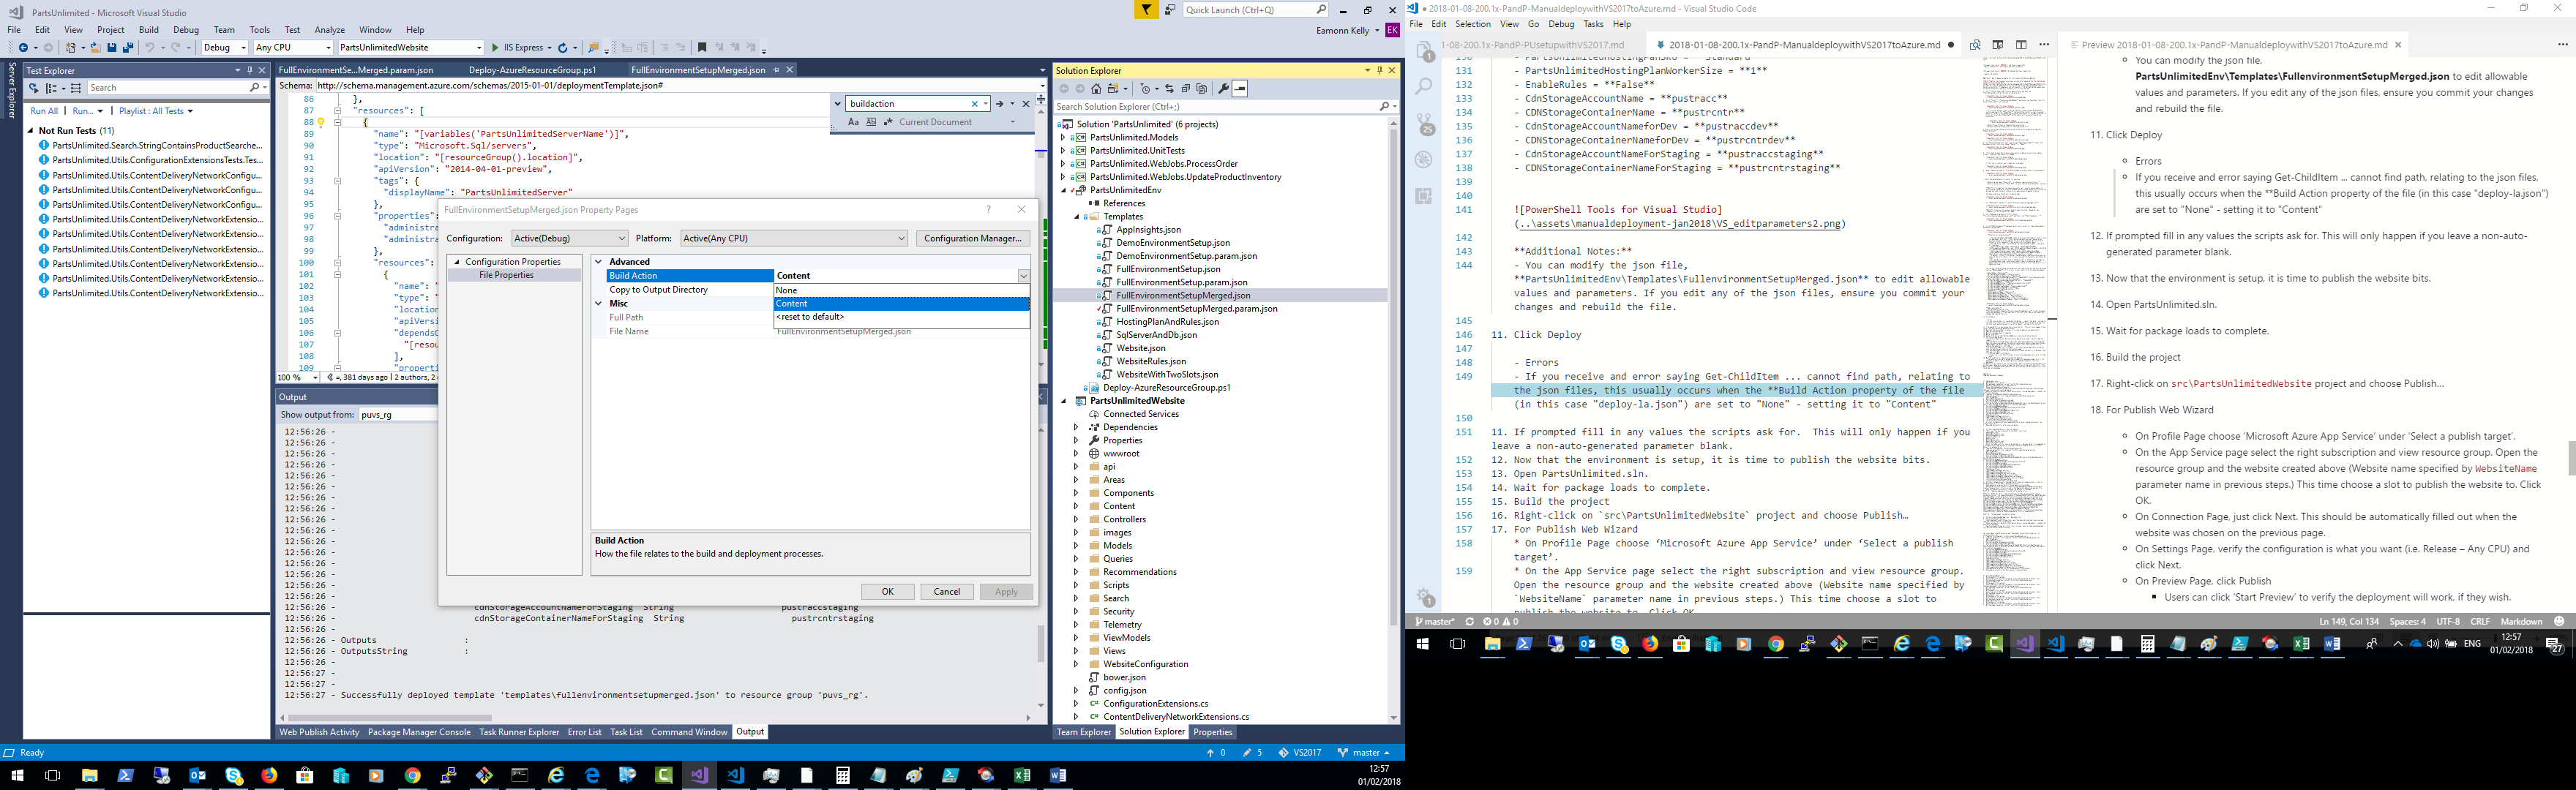 PartsUnlimited - Microsoft Visual Studio
Quick Launch (Ctrl+Q)
File Edit View Project Build Debug Team Tools Test Analyze Window Help
Eamonn Kelly EK
Debug Any CPU PartsUnlimitedWebsite IIS Express
Server Explorer
Test Explorer
Search
Run All | Run... | Playlist : All Tests
Not Run Tests (11)
PartsUnlimited.Search.StringContainsProductSearche...
PartsUnlimited.Utils.ConfigurationExtensionsTests.Tes...
PartsUnlimited.Utils.ContentDeliveryNetworkConfigu...
PartsUnlimited.Utils.ContentDeliveryNetworkConfigu...
PartsUnlimited.Utils.ContentDeliveryNetworkConfigu...
PartsUnlimited.Utils.ContentDeliveryNetworkExtensio...
PartsUnlimited.Utils.ContentDeliveryNetworkExtensio...
PartsUnlimited.Utils.ContentDeliveryNetworkExtensio...
PartsUnlimited.Utils.ContentDeliveryNetworkExtensio...
PartsUnlimited.Utils.ContentDeliveryNetworkExtensio...
PartsUnlimited.Utils.ContentDeliveryNetworkExtensio...
FullEnvironmentSe...Merged.param.json Deploy-AzureResourceGroup.ps1 FullEnvironmentSetupMerged.json
Schema: http://schema.management.azure.com/schemas/2015-01-01/deploymentTemplate.json#
buildaction
Aa Current Document
86 },
87 "resources": [
88 {
89 "name": "[variables('PartsUnlimitedServerName')]",
90 "type": "Microsoft.Sql/servers",
91 "location": "[resourceGroup().location]",
92 "apiVersion": "2014-04-01-preview",
93 "tags": {
94 "displayName": "PartsUnlimitedServer"
95 },
96 "properties":
97 "administra
98 "administra
99 },
100 "resources":
101 {
102 "name": "
103 "type": "
104 "location
105 "apiVersi
106 "dependsO
107 "[resou
108 ],
109 "properti
100 % =, 381 days ago | 2 authors, 2
FullEnvironmentSetupMerged.json Property Pages
Configuration: Active(Debug) Platform: Active(Any CPU) Configuration Manager...
Configuration Properties
File Properties
Advanced
Build Action Content
Copy to Output Directory
None
Content
<reset to default>
Misc
Full Path
File Name FullEnvironmentSetupMerged.json
Build Action
How the file relates to the build and deployment processes.
OK Cancel Apply
Output
Show output from: puvs_rg
12:56:26 -
12:56:26 -
12:56:26 -
12:56:26 -
12:56:26 -
12:56:26 -
12:56:26 -
12:56:26 -
12:56:26 -
12:56:26 -
12:56:26 -
12:56:26 -
12:56:26 -
12:56:26 - cdnStorageAccountNameForStaging String pustraccstaging
12:56:26 - cdnStorageContainerNameForStaging String pustrcntrstaging
12:56:26 -
12:56:26 - Outputs :
12:56:26 - OutputsString :
12:56:26 -
12:56:27 -
12:56:27 -
12:56:27 - Successfully deployed template 'templates\fullenvironmentsetupmerged.json' to resource group 'puvs_rg'.
Web Publish Activity Package Manager Console Task Runner Explorer Error List Task List Command Window Output
Solution Explorer
Search Solution Explorer (Ctrl+;)
Solution 'PartsUnlimited' (6 projects)
PartsUnlimited.Models
PartsUnlimited.UnitTests
PartsUnlimited.WebJobs.ProcessOrder
PartsUnlimited.WebJobs.UpdateProductInventory
PartsUnlimitedEnv
References
Templates
AppInsights.json
DemoEnvironmentSetup.json
DemoEnvironmentSetup.param.json
FullEnvironmentSetup.json
FullEnvironmentSetup.param.json
FullEnvironmentSetupMerged.json
FullEnvironmentSetupMerged.param.json
HostingPlanAndRules.json
SqlServerAndDb.json
Website.json
WebsiteRules.json
WebsiteWithTwoSlots.json
Deploy-AzureResourceGroup.ps1
PartsUnlimitedWebsite
Connected Services
Dependencies
Properties
wwwroot
api
Areas
Components
Content
Controllers
images
Models
Queries
Recommendations
Scripts
Search
Security
Telemetry
ViewModels
Views
WebsiteConfiguration
bower.json
config.json
ConfigurationExtensions.cs
ContentDeliveryNetworkExtensions.cs
Team Explorer Solution Explorer Properties
Ready 0 5 VS2017 master
12:57
01/02/2018
2018-01-08-200.1x-PandP-ManualdeploywithVS2017toAzure.md - Visual Studio Code
File Edit Selection View Go Debug Tasks Help
1-08-200.1x-PandP-PUsetupwithVS2017.md 2018-01-08-200.1x-PandP-ManualdeploywithVS2017toAzure.md
1
25
1
131 - PartsUnlimitedHostingPlanWorkerSize = **1**
132 - EnableRules = **False**
133 - CdnStorageAccountName = **pustracc**
134 - CDNStorageContainerName = **pustrcntr**
135 - CdnStorageAccountNameforDev = **pustraccdev**
136 - CDNStorageContainerNameforDev = **pustrcntrdev**
137 - CdnStorageAccountNameForStaging = **pustraccstaging**
138 - CDNStorageContainerNameForStaging = **pustrcntrstaging**
139
140
141 ![PowerShell Tools for Visual Studio]
(..\assets\manualdeployment-jan2018\VS_editparameters2.png)
142
143 **Additional Notes:**
144 - You can modify the json file,
**PartsUnlimitedEnv\Templates\FullenvironmentSetupMerged.json** to edit allowable
values and parameters. If you edit any of the json files, ensure you commit your
changes and rebuild the file.
145
146 11. Click Deploy
147
148 - Errors
149 - If you receive and error saying Get-ChildItem ... cannot find path, relating to
the json files, this usually occurs when the **Build Action property of the file
(in this case "deploy-la.json") are set to "None" - setting it to "Content"
150
151 11. If prompted fill in any values the scripts ask for. This will only happen if you
leave a non-auto-generated parameter blank.
152 12. Now that the environment is setup, it is time to publish the website bits.
153 13. Open PartsUnlimited.sln.
154 14. Wait for package loads to complete.
155 15. Build the project
156 16. Right-click on `src\PartsUnlimitedWebsite` project and choose Publish…
157 17. For Publish Web Wizard
158 * On Profile Page choose ‘Microsoft Azure App Service’ under ‘Select a publish
target’.
159 * On the App Service page select the right subscription and view resource group.
Open the resource group and the website created above (Website name specified by
`WebsiteName` parameter name in previous steps.) This time choose a slot to
publish the website to. Click OK.
Preview 2018-01-08-200.1x-PandP-ManualdeploywithVS2017toAzure.md
You can modify the json file,
PartsUnlimitedEnv\Templates\FullenvironmentSetupMerged.json to edit allowable
values and parameters. If you edit any of the json files, ensure you commit your changes
and rebuild the file.
11. Click Deploy
Errors
If you receive and error saying Get-ChildItem ... cannot find path, relating to the json files,
this usually occurs when the **Build Action property of the file (in this case "deploy-la.json")
are set to "None" - setting it to "Content"
12. If prompted fill in any values the scripts ask for. This will only happen if you leave a non-auto-
generated parameter blank.
13. Now that the environment is setup, it is time to publish the website bits.
14. Open PartsUnlimited.sln.
15. Wait for package loads to complete.
16. Build the project
17. Right-click on src\PartsUnlimitedWebsite project and choose Publish…
18. For Publish Web Wizard
On Profile Page choose ‘Microsoft Azure App Service’ under ‘Select a publish target’.
On the App Service page select the right subscription and view resource group. Open the
resource group and the website created above (Website name specified by WebsiteName
parameter name in previous steps.) This time choose a slot to publish the website to. Click
OK.
On Connection Page, just click Next. This should be automatically filled out when the
website was chosen on the previous page.
On Settings Page, verify the configuration is what you want (i.e. Release – Any CPU) and
click Next.
On Preview Page, click Publish
Users can click ‘Start Preview’ to verify the deployment will work, if they wish.
master* 0 0 Ln 149, Col 134 Spaces: 4 UTF-8 CRLF Markdown
ENG 12:57
01/02/2018
27